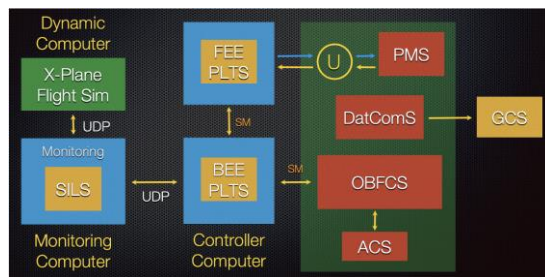 Dynamic
Computer
X-Plane
Flight Sim
UDP
Monitoring
SILS
UDP
Monitoring
Computer
FEE
PLTS
SM
BEE
PLTS
SM
Controller
Computer
U
PMS
DatComS
GCS
OBFCS
ACS